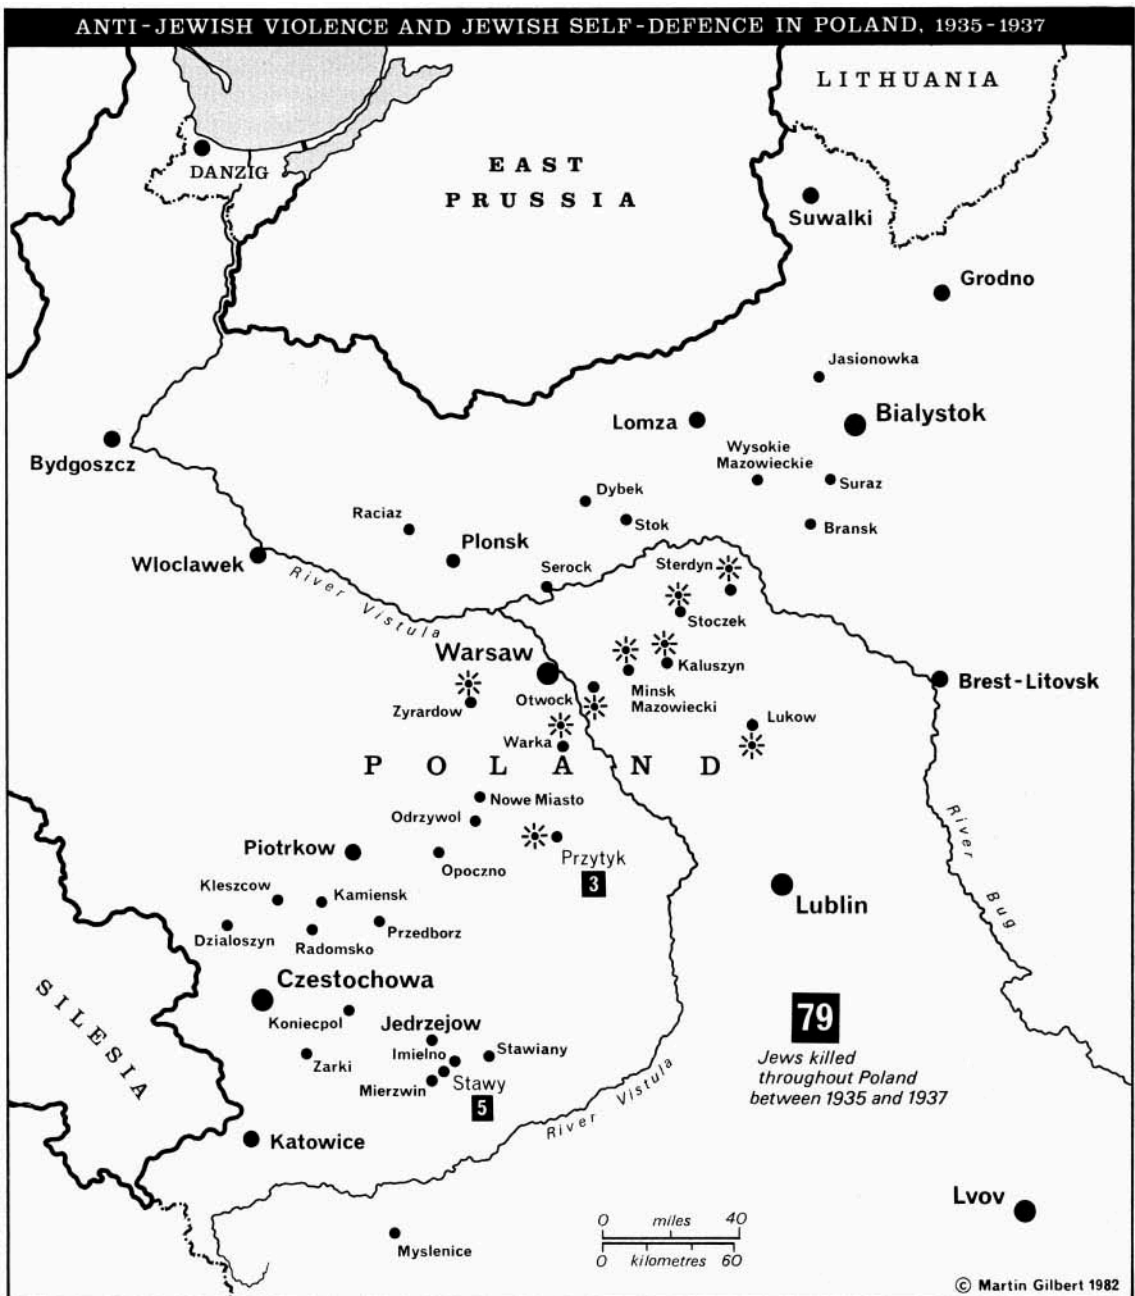 ANTI-JEWISH VIOLENCE AND JEWISH SELF-DEFENCE IN POLAND, 1935-1937
LITHUANIA
DANZIG
EAST
PRUSSIA
Suwalki
Grodno
Jasionowka
Lomza
Bialystok
Bydgoszcz
Wysokie
Mazowieckie
Suraz
Dybek
Raciaz
Stok
Bransk
Plonsk
Wloclawek
Serock
Sterdyn
River Vistula
Stoczek
Warsaw
Kaluszyn
Brest-Litovsk
Otwock
Minsk
Mazowiecki
Zyrardow
Lukow
Warka
POLAND
Nowe Miasto
Odrzywol
Piotrkow
Opoczno
Przytyk
3
River Bug
Kleszcow
Kamiensk
Lublin
Dzialoszyn
Radomsko
Przedborz
Czestochowa
SILESIA
Koniecpol
Jedrzejow
79
Jews killed
throughout Poland
between 1935 and 1937
Imielno
Stawiany
Zarki
Mierzwin
Stawy
5
River Vistula
Katowice
Lvov
0 miles 40
0 kilometres 60
Myslenice
© Martin Gilbert 1982